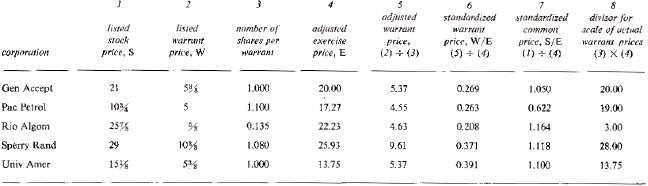 1 2 3 4 5 6 7 8
corporation
listed stock price, S
listed warrant price, W
number of shares per warrant
adjusted exercise price, E
adjusted warrant price, (2) ÷ (3)
standardized warrant price, W/E (5) ÷ (4)
standardized common price, S/E (1) ÷ (4)
divisor for scale of actual warrant prices (3) × (4)
Gen Accept 21 5⅜ 1.000 20.00 5.37 0.269 1.050 20.00
Pac Petrol 10¾ 5 1.100 17.27 4.55 0.263 0.622 19.00
Rio Algom 25⅞ ⅝ 0.135 22.23 4.63 0.208 1.164 3.00
Sperry Rand 29 10⅜ 1.080 25.93 9.61 0.371 1.118 28.00
Univ Amer 15⅛ 5⅜ 1.000 13.75 5.37 0.391 1.100 13.75